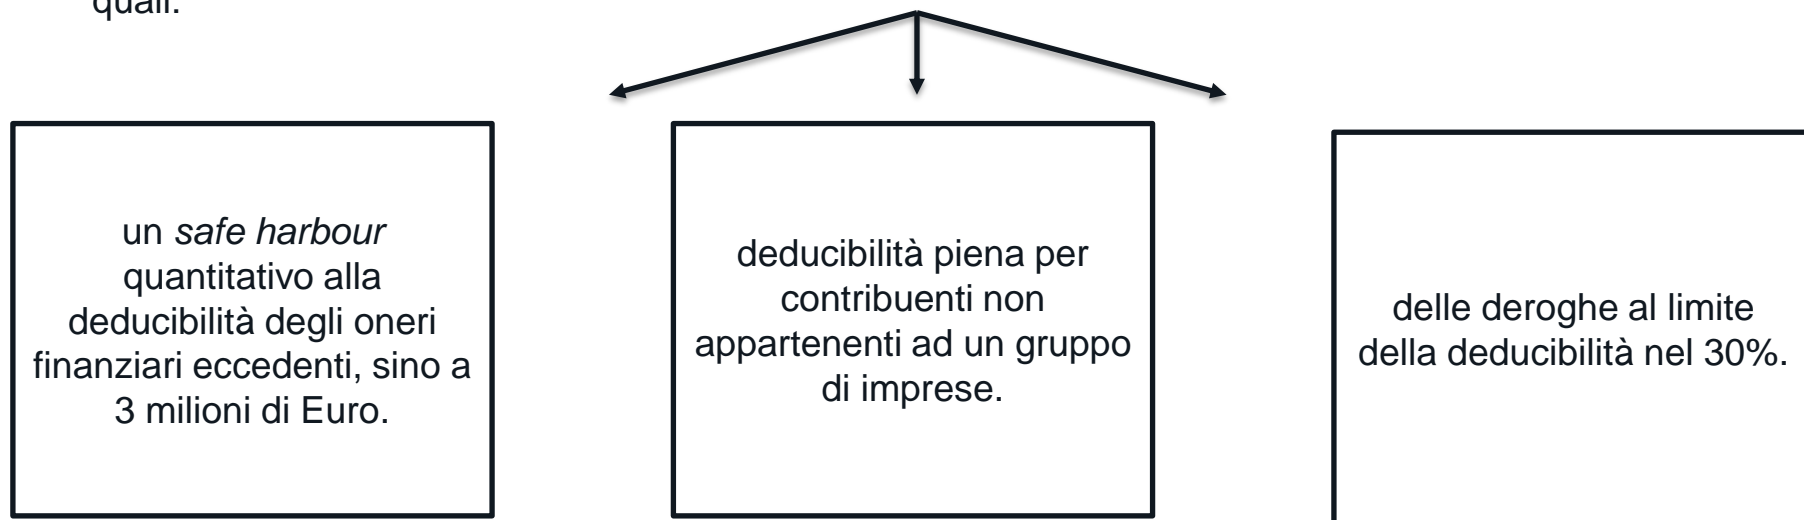 quali:
un safe harbour
quantitativo alla
deducibilità degli oneri
finanziari eccedenti, sino a
3 milioni di Euro.
deducibilità piena per
contribuenti non
appartenenti ad un gruppo
di imprese.
delle deroghe al limite
della deducibilità nel 30%.